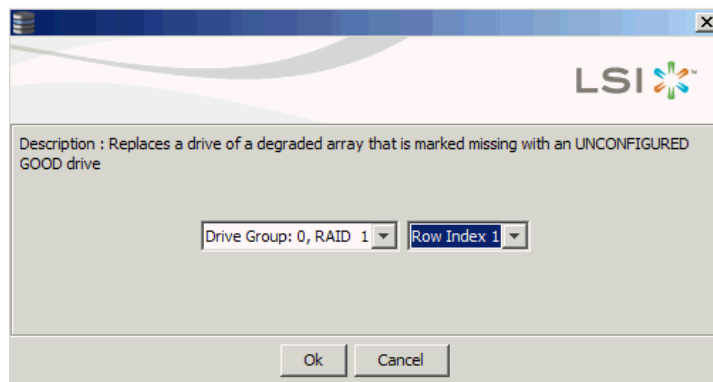 LSI™
Description : Replaces a drive of a degraded array that is marked missing with an UNCONFIGURED
GOOD drive
Drive Group: 0, RAID 1 Row Index 1
Ok Cancel